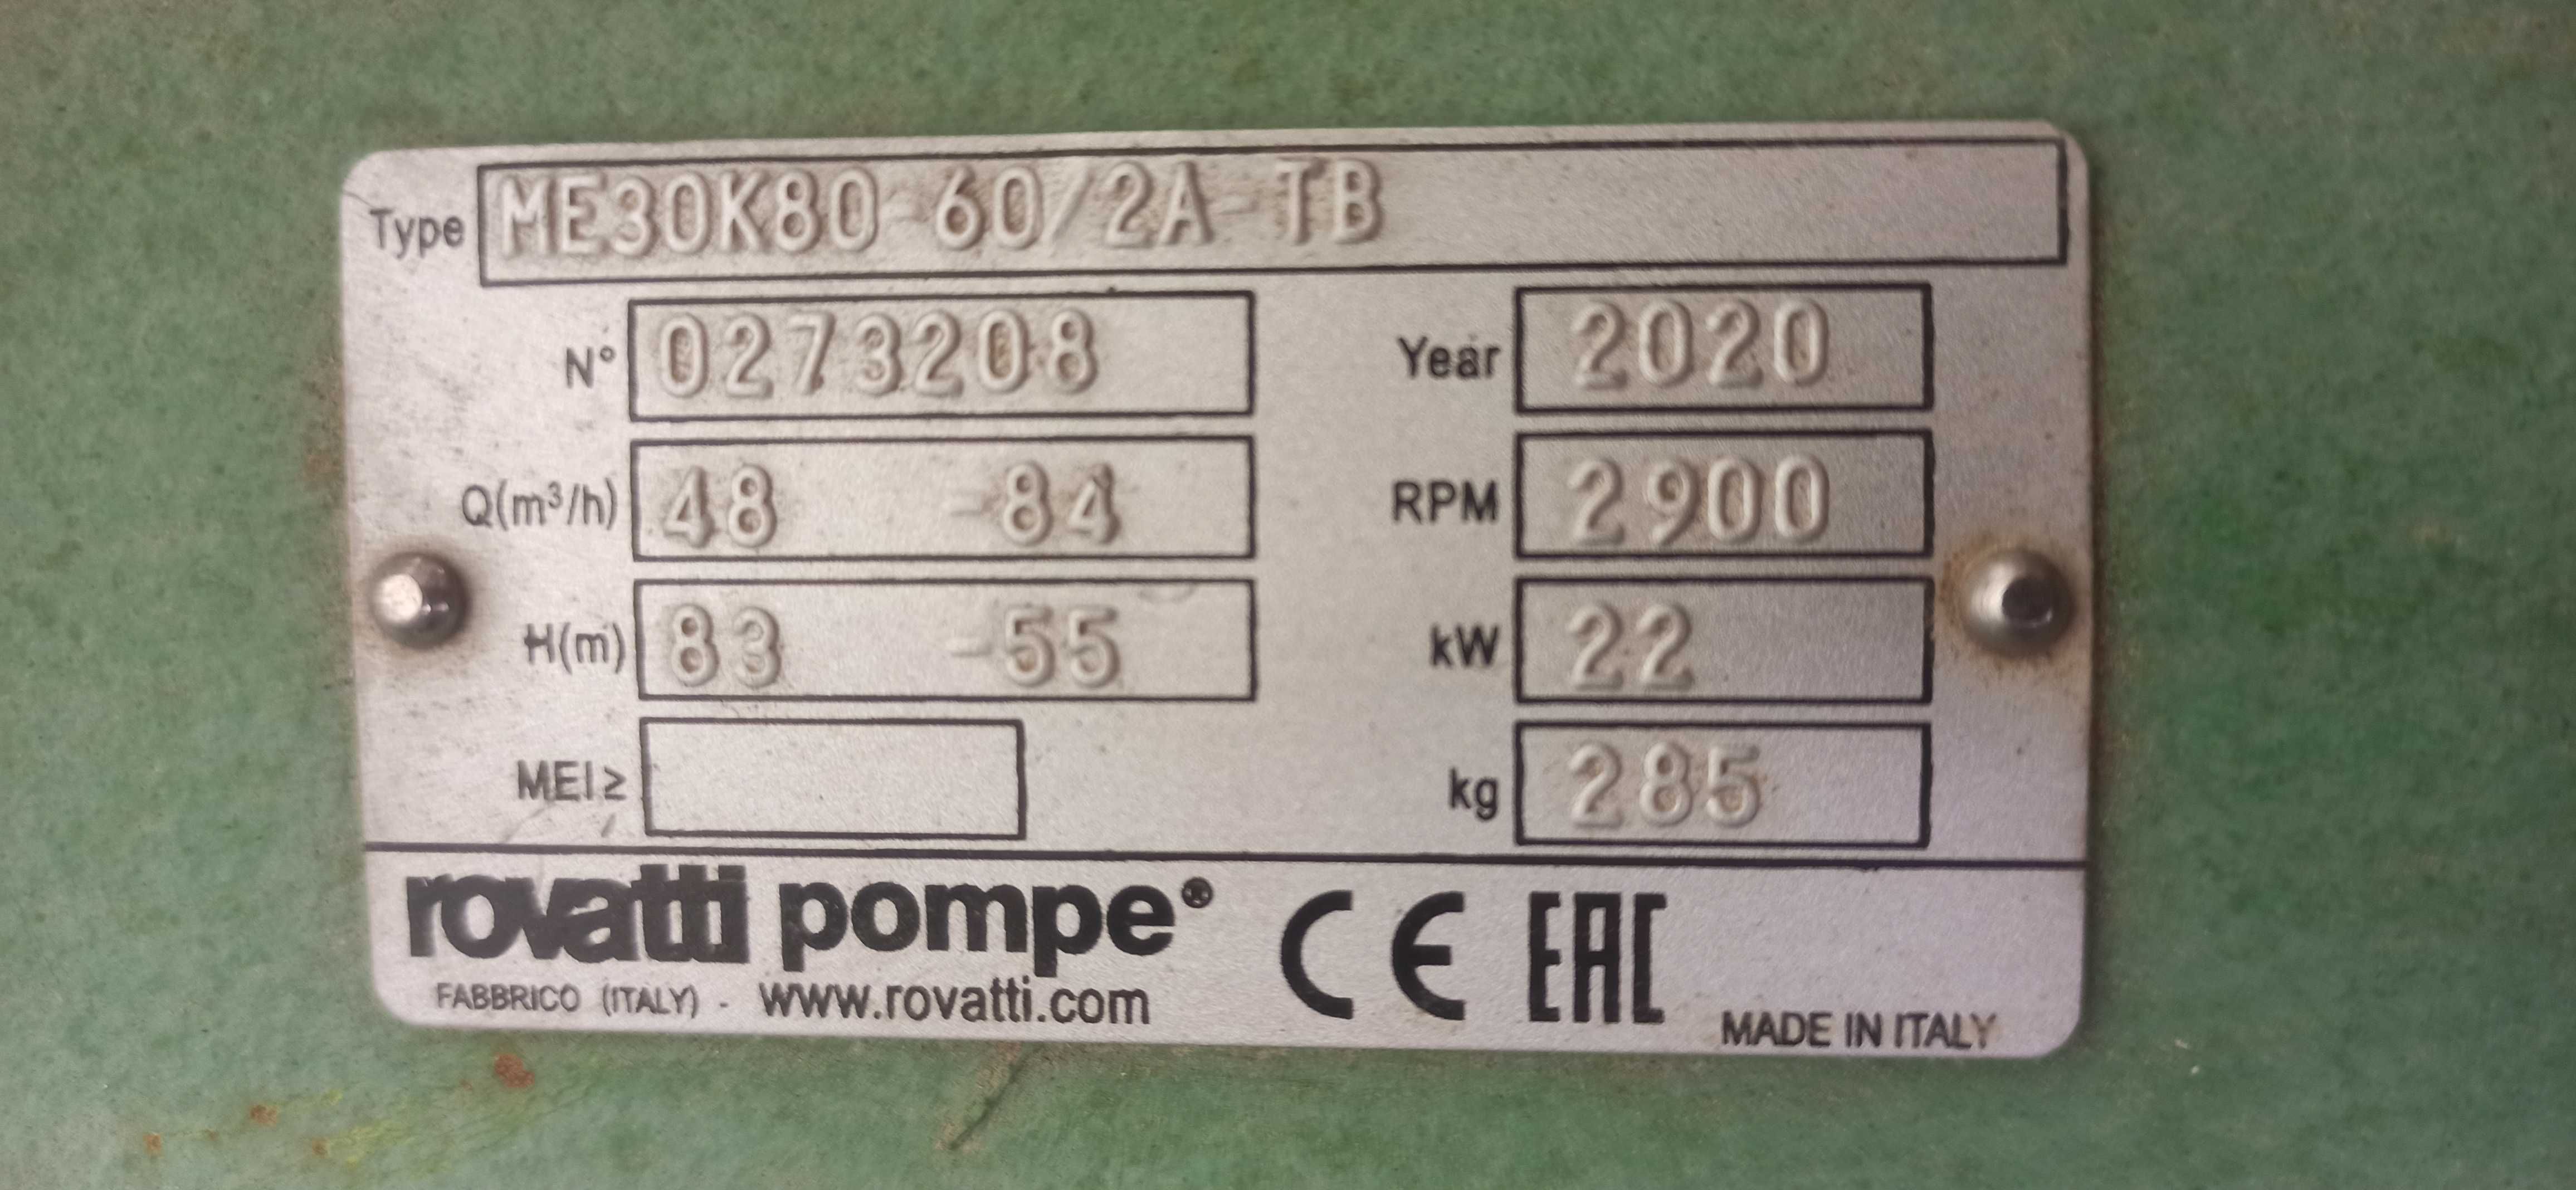 Type ME30K80-60/2A-TB
N° 0273208 Year 2020
Q(m³/h) 48 -84 RPM 2900
H(m) 83 -55 kW 22
MEI≥ kg 285
rovatti pompe® CE EAC
FABBRICO (ITALY) - www.rovatti.com MADE IN ITALY